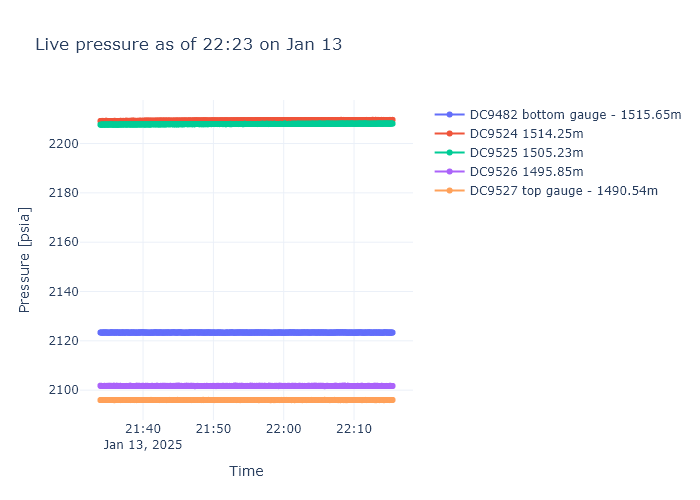 Live pressure as of 22:23 on Jan 13
DC9482 bottom gauge - 1515.65m
DC9524 1514.25m
DC9525 1505.23m
DC9526 1495.85m
DC9527 top gauge - 1490.54m
Pressure [psia]
2200
2180
2160
2140
2120
2100
21:40 21:50 22:00 22:10
Jan 13, 2025
Time